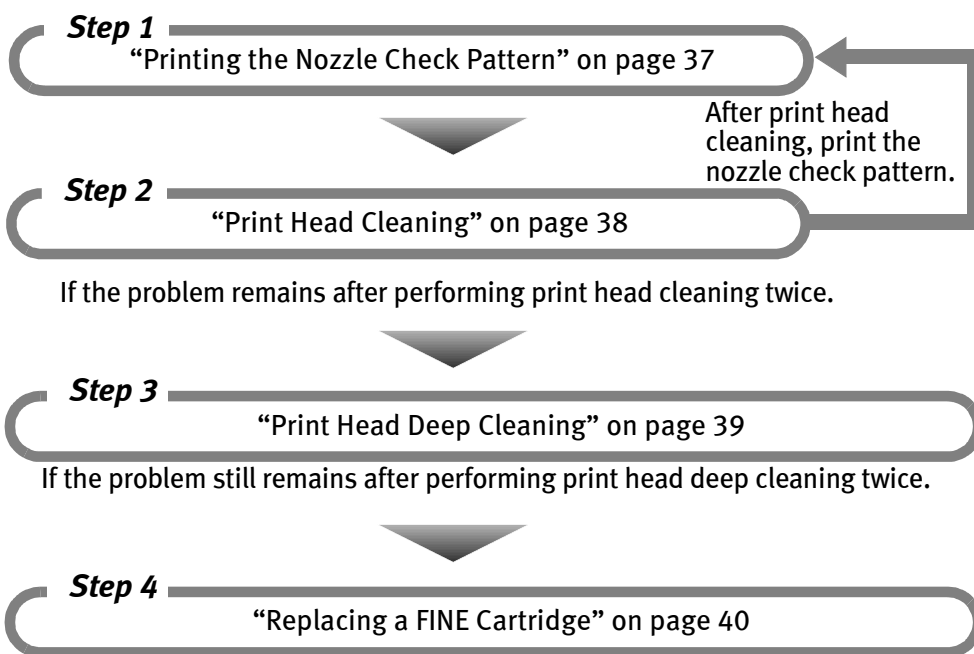 Step 1
“Printing the Nozzle Check Pattern” on page 37
After print head
cleaning, print the
nozzle check pattern.
Step 2
“Print Head Cleaning” on page 38
If the problem remains after performing print head cleaning twice.
Step 3
“Print Head Deep Cleaning” on page 39
If the problem still remains after performing print head deep cleaning twice.
Step 4
“Replacing a FINE Cartridge” on page 40